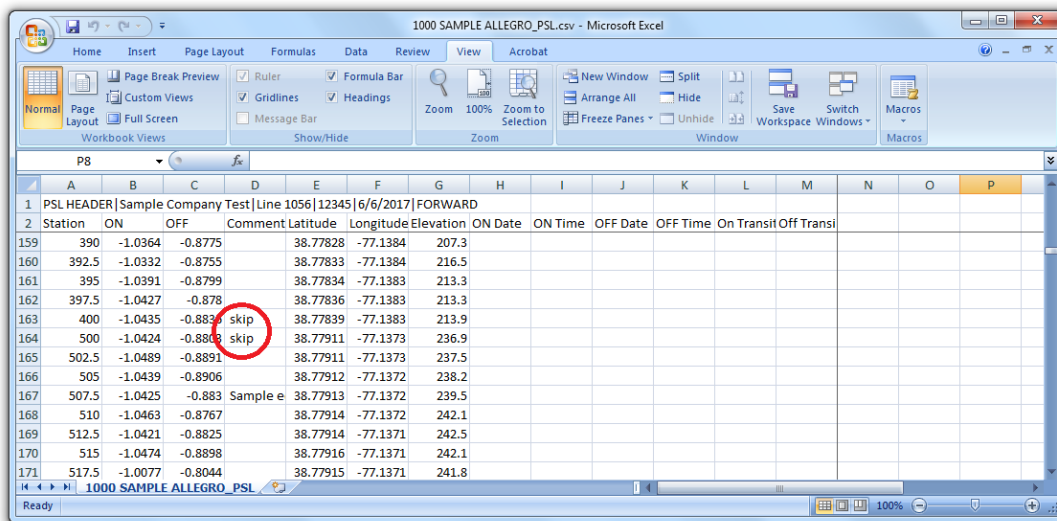 1000 SAMPLE ALLEGRO_PSL.csv - Microsoft Excel
Home Insert Page Layout Formulas Data Review View Acrobat
Normal Page Layout Page Break Preview Custom Views Full Screen Workbook Views
Ruler Formula Bar Gridlines Headings Message Bar Show/Hide
Zoom 100% Zoom to Selection Zoom
New Window Arrange All Freeze Panes Split Hide Unhide Save Workspace Switch Windows Window
Macros Macros
P8 fx
A B C D E F G H I J K L M N O P
1 PSL HEADER|Sample Company Test|Line 1056|12345|6/6/2017|FORWARD
2 Station ON OFF Comment Latitude Longitude Elevation ON Date ON Time OFF Date OFF Time On Transit Off Transi
159 390 -1.0364 -0.8775 38.77828 -77.1384 207.3
160 392.5 -1.0332 -0.8755 38.77833 -77.1384 216.5
161 395 -1.0391 -0.8799 38.77834 -77.1383 213.3
162 397.5 -1.0427 -0.878 38.77836 -77.1383 213.3
163 400 -1.0435 skip 38.77839 -77.1383 213.9
164 500 -1.0424 skip 38.77911 -77.1373 236.9
165 502.5 -1.0489 -0.8891 38.77911 -77.1373 237.5
166 505 -1.0439 -0.8906 38.77912 -77.1372 238.2
167 507.5 -1.0425 -0.883 Sample e 38.77913 -77.1372 239.5
168 510 -1.0463 -0.8767 38.77914 -77.1372 242.1
169 512.5 -1.0421 -0.8825 38.77914 -77.1371 242.5
170 515 -1.0474 -0.8898 38.77916 -77.1371 242.1
171 517.5 -1.0077 -0.8044 38.77915 -77.1371 241.8
1000 SAMPLE ALLEGRO_PSL
Ready 100%